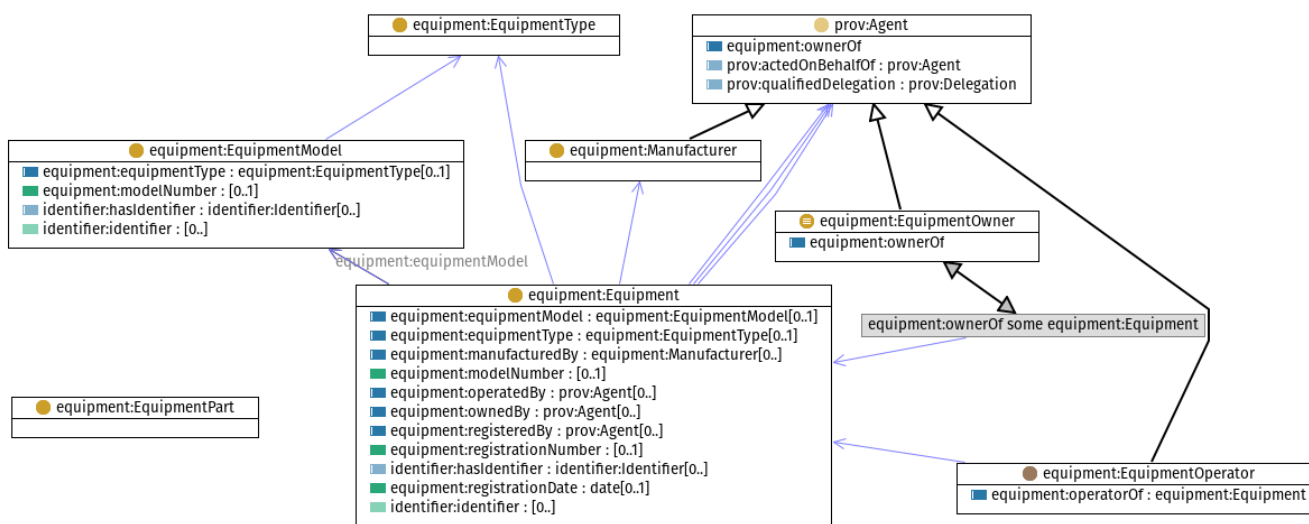 equipment:EquipmentType
prov:Agent
equipment:ownerOf
prov:actedOnBehalfOf : prov:Agent
prov:qualifiedDelegation : prov:Delegation
equipment:EquipmentModel
equipment:equipmentType : equipment:EquipmentType[0..1]
equipment:modelNumber : [0..1]
identifier:hasIdentifier : identifier:Identifier[0..]
identifier:identifier : [0..]
equipment:Manufacturer
equipment:EquipmentOwner
equipment:ownerOf
equipment:equipmentModel
equipment:Equipment
equipment:equipmentModel : equipment:EquipmentModel[0..1]
equipment:equipmentType : equipment:EquipmentType[0..1]
equipment:manufacturedBy : equipment:Manufacturer[0..]
equipment:modelNumber : [0..1]
equipment:operatedBy : prov:Agent[0..]
equipment:ownedBy : prov:Agent[0..]
equipment:registeredBy : prov:Agent[0..]
equipment:registrationNumber : [0..1]
identifier:hasIdentifier : identifier:Identifier[0..]
equipment:registrationDate : date[0..1]
identifier:identifier : [0..]
equipment:ownerOf some equipment:Equipment
equipment:EquipmentPart
equipment:EquipmentOperator
equipment:operatorOf : equipment:Equipment